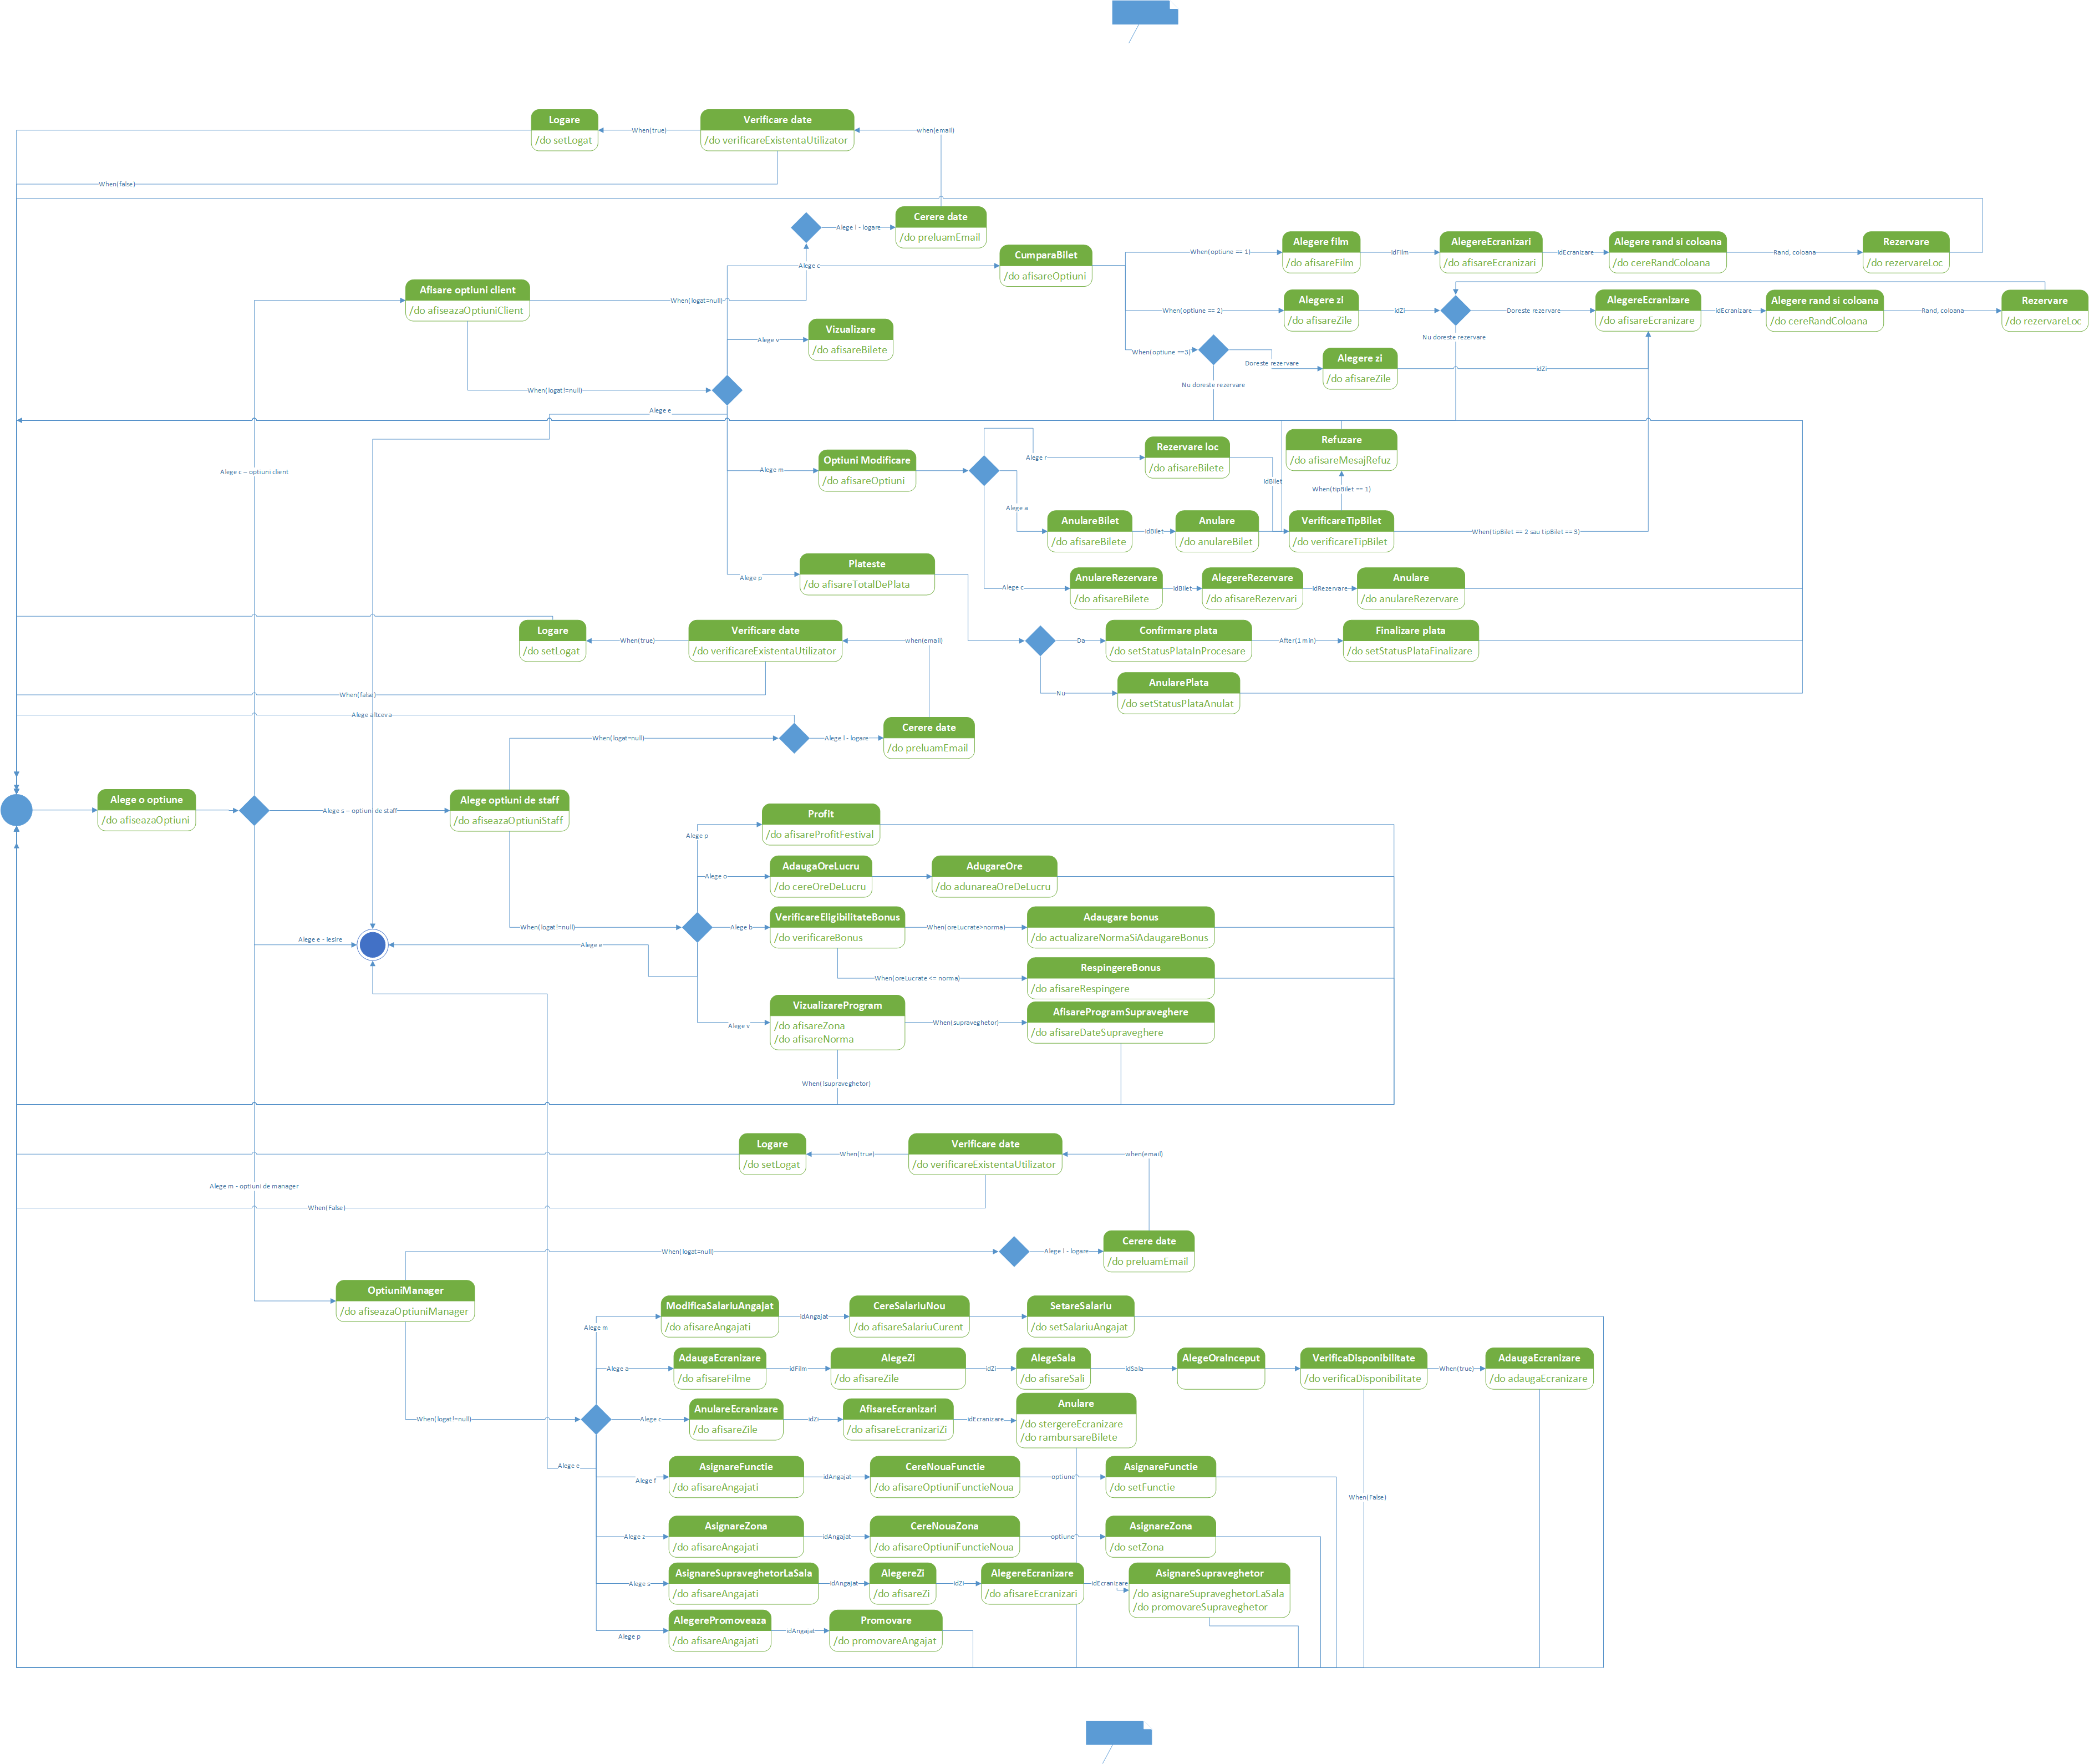 Logare
/do setLogat
When(true)
Verificare date
/do verificareExistentaUtilizator
when(email)
When(false)
Cerere date
/do preluamEmail
Alege l - logare
Alege c
CumparaBilet
/do afisareOptiuni
When(optiune == 1)
Alegere film
/do afisareFilm
idFilm
AlegereEcranizari
/do afisareEcranizari
idEcranizare
Alegere rand si coloana
/do cereRandColoana
Rand, coloana
Rezervare
/do rezervareLoc
Afisare optiuni client
/do afiseazaOptiuniClient
When(logat=null)
When(optiune == 2)
Alegere zi
/do afisareZile
idZi
Doreste rezervare
AlegereEcranizare
/do afisareEcranizare
idEcranizare
Alegere rand si coloana
/do cereRandColoana
Rand, coloana
Rezervare
/do rezervareLoc
Nu doreste rezervare
Alege v
Vizualizare
/do afisareBilete
When(optiune ==3)
Doreste rezervare
Alegere zi
/do afisareZile
idZi
Nu doreste rezervare
When(logat!=null)
Alege e
Alege c – optiuni client
Alege m
Optiuni Modificare
/do afisareOptiuni
Alege r
Rezervare loc
/do afisareBilete
idBilet
Refuzare
/do afisareMesajRefuz
When(tipBilet == 1)
Alege a
AnulareBilet
/do afisareBilete
idBilet
Anulare
/do anulareBilet
VerificareTipBilet
/do verificareTipBilet
When(tipBilet == 2 sau tipBilet == 3)
Alege p
Plateste
/do afisareTotalDePlata
Alege c
AnulareRezervare
/do afisareBilete
idBilet
AlegereRezervare
/do afisareRezervari
idRezervare
Anulare
/do anulareRezervare
Logare
/do setLogat
When(true)
Verificare date
/do verificareExistentaUtilizator
when(email)
Da
Confirmare plata
/do setStatusPlataInProcesare
After(1 min)
Finalizare plata
/do setStatusPlataFinalizare
When(false)
Nu
AnularePlata
/do setStatusPlataAnulat
Alege altceva
When(logat=null)
Alege l - logare
Cerere date
/do preluamEmail
Alege o optiune
/do afiseazaOptiuni
Alege s – optiuni de staff
Alege optiuni de staff
/do afiseazaOptiuniStaff
Alege p
Profit
/do afisareProfitFestival
Alege o
AdaugaOreLucru
/do cereOreDeLucru
AdugareOre
/do adunareaOreDeLucru
When(logat!=null)
Alege b
VerificareEligibilitateBonus
/do verificareBonus
When(oreLucrate>norma)
Adaugare bonus
/do actualizareNormaSiAdaugareBonus
Alege e – iesire
Alege e
When(oreLucrate <= norma)
RespingereBonus
/do afisareRespingere
Alege v
VizualizareProgram
/do afisareZona
/do afisareNorma
When(supraveghetor)
AfisareProgramSupraveghere
/do afisareDateSupraveghere
When(!supraveghetor)
Logare
/do setLogat
When(true)
Verificare date
/do verificareExistentaUtilizator
when(email)
Alege m - optiuni de manager
When(False)
When(logat=null)
Alege l - logare
Cerere date
/do preluamEmail
OptiuniManager
/do afiseazaOptiuniManager
Alege m
ModificaSalariuAngajat
/do afisareAngajati
idAngajat
CereSalariuNou
/do afisareSalariuCurent
SetareSalariu
/do setSalariuAngajat
Alege a
AdaugaEcranizare
/do afisareFilme
idFilm
AlegeZi
/do afisareZile
idZi
AlegeSala
/do afisareSali
idSala
AlegeOraInceput
VerificaDisponibilitate
/do verificaDisponibilitate
When(true)
AdaugaEcranizare
/do adaugaEcranizare
When(logat!=null)
Alege c
AnulareEcranizare
/do afisareZile
idZi
AfisareEcranizari
/do afisareEcranizariZi
idEcranizare
Anulare
/do stergereEcranizare
/do rambursareBilete
Alege e
Alege f
AsignareFunctie
/do afisareAngajati
idAngajat
CereNouaFunctie
/do afisareOptiuniFunctieNoua
optiune
AsignareFunctie
/do setFunctie
When(False)
Alege z
AsignareZona
/do afisareAngajati
idAngajat
CereNouaZona
/do afisareOptiuniFunctieNoua
optiune
AsignareZona
/do setZona
Alege s
AsignareSupraveghetorLaSala
/do afisareAngajati
idAngajat
AlegereZi
/do afisareZi
idZi
AlegereEcranizare
/do afisareEcranizari
idEcranizare
AsignareSupraveghetor
/do asignareSupraveghetorLaSala
/do promovareSupraveghetor
Alege p
AlegerePromoveaza
/do afisareAngajati
idAngajat
Promovare
/do promovareAngajat